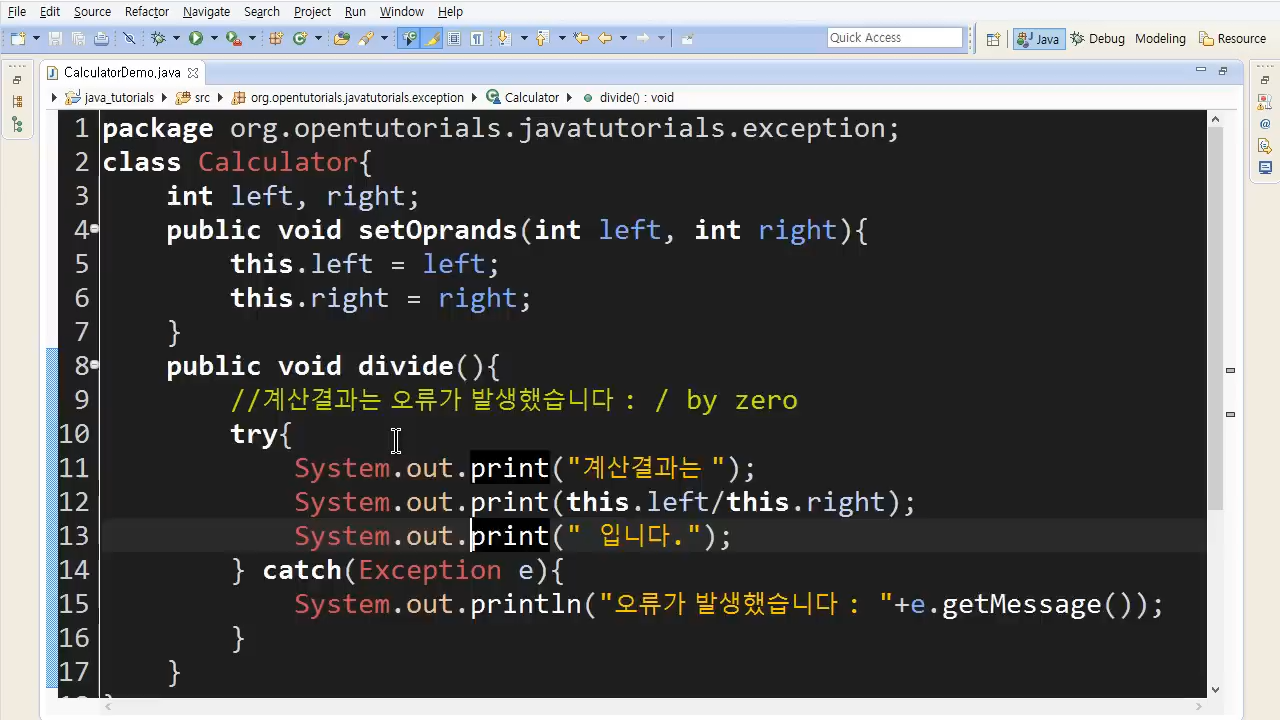 File Edit Source Refactor Navigate Search Project Run Window Help
Quick Access Java Debug Modeling Resource
CalculatorDemo.java
java_tutorials src org.opentutorials.javatutorials.exception Calculator divide() : void
1 package org.opentutorials.javatutorials.exception;
2 class Calculator{
3 int left, right;
4 public void setOprands(int left, int right){
5 this.left = left;
6 this.right = right;
7 }
8 public void divide(){
9 //계산결과는 오류가 발생했습니다 : / by zero
10 try{
11 System.out.print("계산결과는 ");
12 System.out.print(this.left/this.right);
13 System.out.print(" 입니다.");
14 } catch(Exception e){
15 System.out.println("오류가 발생했습니다 : "+e.getMessage());
16 }
17 }